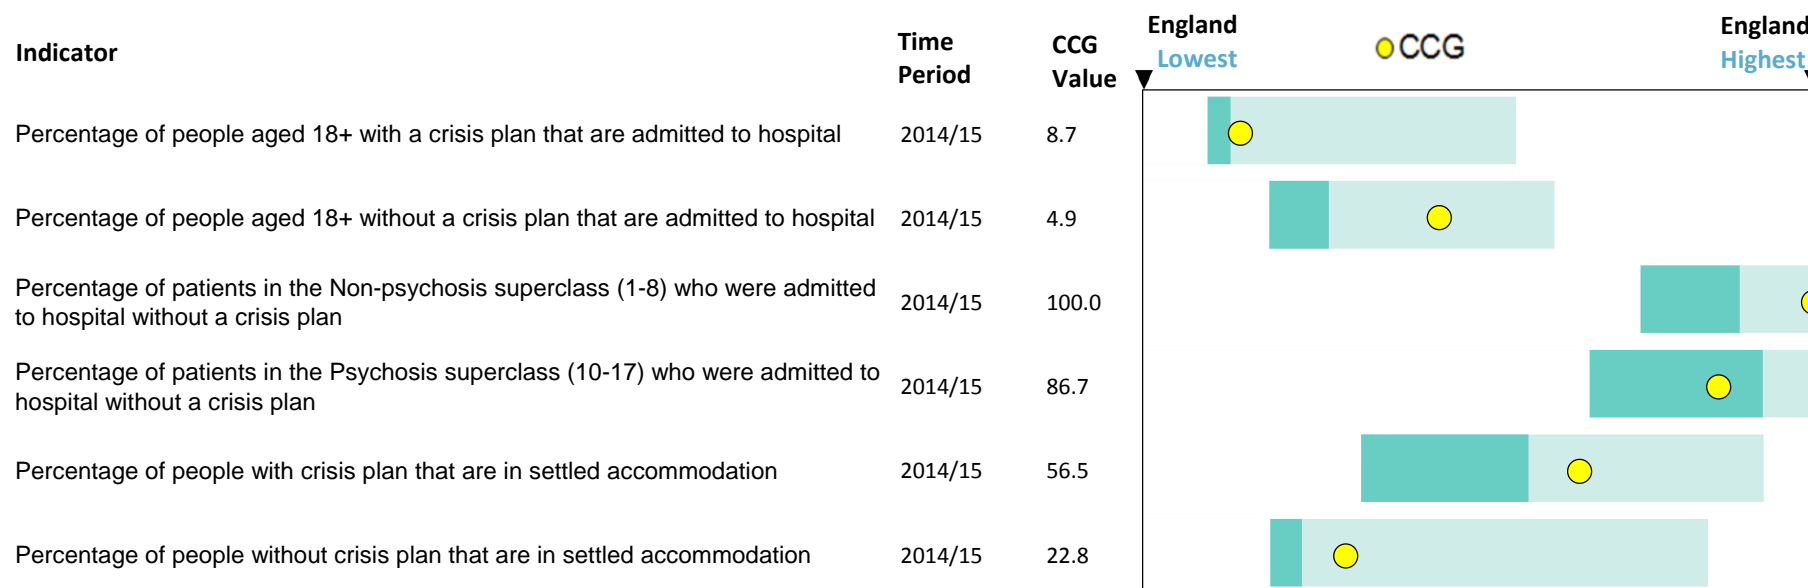 Indicator
Time Period
CCG Value
England Lowest
CCG
England Highest
Percentage of people aged 18+ with a crisis plan that are admitted to hospital 2014/15 8.7
Percentage of people aged 18+ without a crisis plan that are admitted to hospital 2014/15 4.9
Percentage of patients in the Non-psychosis superclass (1-8) who were admitted
to hospital without a crisis plan
2014/15 100.0
Percentage of patients in the Psychosis superclass (10-17) who were admitted to
hospital without a crisis plan
2014/15 86.7
Percentage of people with crisis plan that are in settled accommodation 2014/15 56.5
Percentage of people without crisis plan that are in settled accommodation 2014/15 22.8